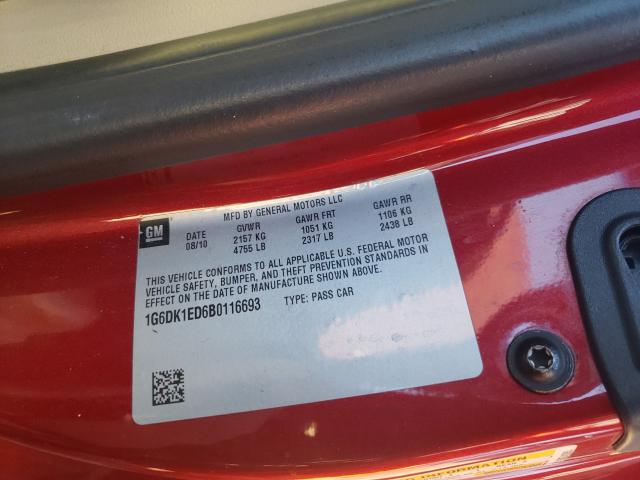 MFD BY GENERAL MOTORS LLC
GM DATE GVWR GAWR FRT GAWR RR
08/10 2157 KG 1051 KG 1106 KG
4755 LB 2317 LB 2438 LB
THIS VEHICLE CONFORMS TO ALL APPLICABLE U.S. FEDERAL MOTOR
VEHICLE SAFETY, BUMPER, AND THEFT PREVENTION STANDARDS IN
EFFECT ON THE DATE OF MANUFACTURE SHOWN ABOVE.
1G6DK1ED6B0116693 TYPE: PASS CAR
INFORMATION